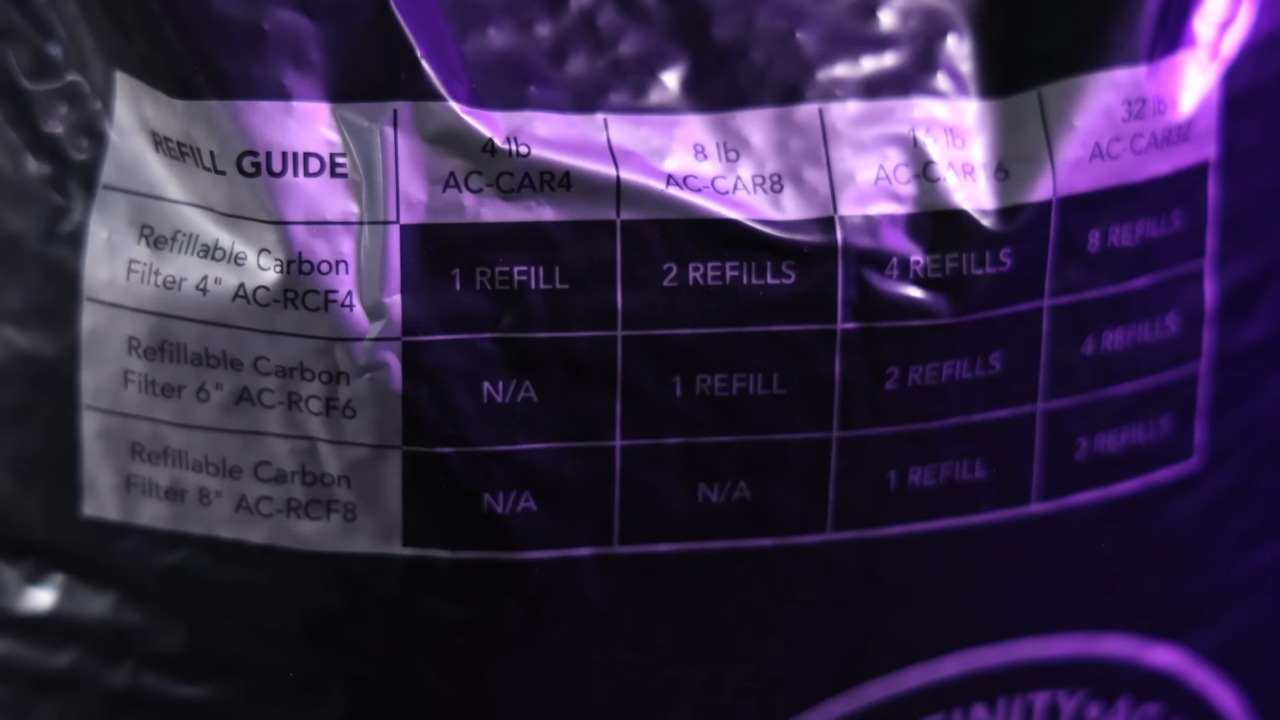 REFILL GUIDE
4 lb
AC-CAR4
8 lb
AC-CAR8
16 lb
AC-CAR16
32 lb
AC-CAR32
Refillable Carbon
Filter 4" AC-RCF4
1 REFILL
2 REFILLS
4 REFILLS
8 REFILLS
Refillable Carbon
Filter 6" AC-RCF6
N/A
1 REFILL
2 REFILLS
4 REFILLS
Refillable Carbon
Filter 8" AC-RCF8
N/A
N/A
1 REFILL
2 REFILLS